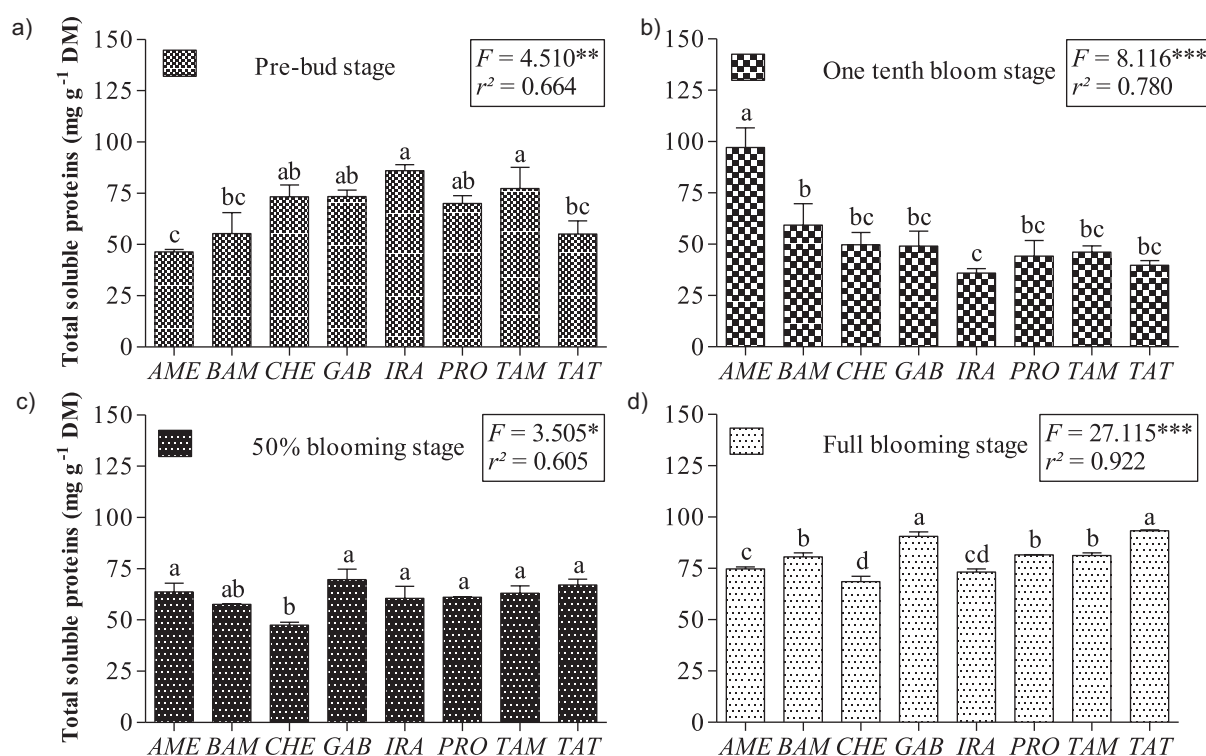 a)
Total soluble proteins (mg g-1 DM)
150
125
100
75
50
25
0
Pre-bud stage
F = 4.510**
r² = 0.664
c bc ab ab a ab a bc
AME BAM CHE GAB IRA PRO TAM TAT
b)
150
125
100
75
50
25
0
One tenth bloom stage
F = 8.116***
r² = 0.780
a b bc bc c bc bc bc
AME BAM CHE GAB IRA PRO TAM TAT
c)
Total soluble proteins (mg g-1 DM)
150
125
100
75
50
25
0
50% blooming stage
F = 3.505*
r² = 0.605
a ab b a a a a a
AME BAM CHE GAB IRA PRO TAM TAT
d)
150
125
100
75
50
25
0
Full blooming stage
F = 27.115***
r² = 0.922
c b d a cd b b a
AME BAM CHE GAB IRA PRO TAM TAT